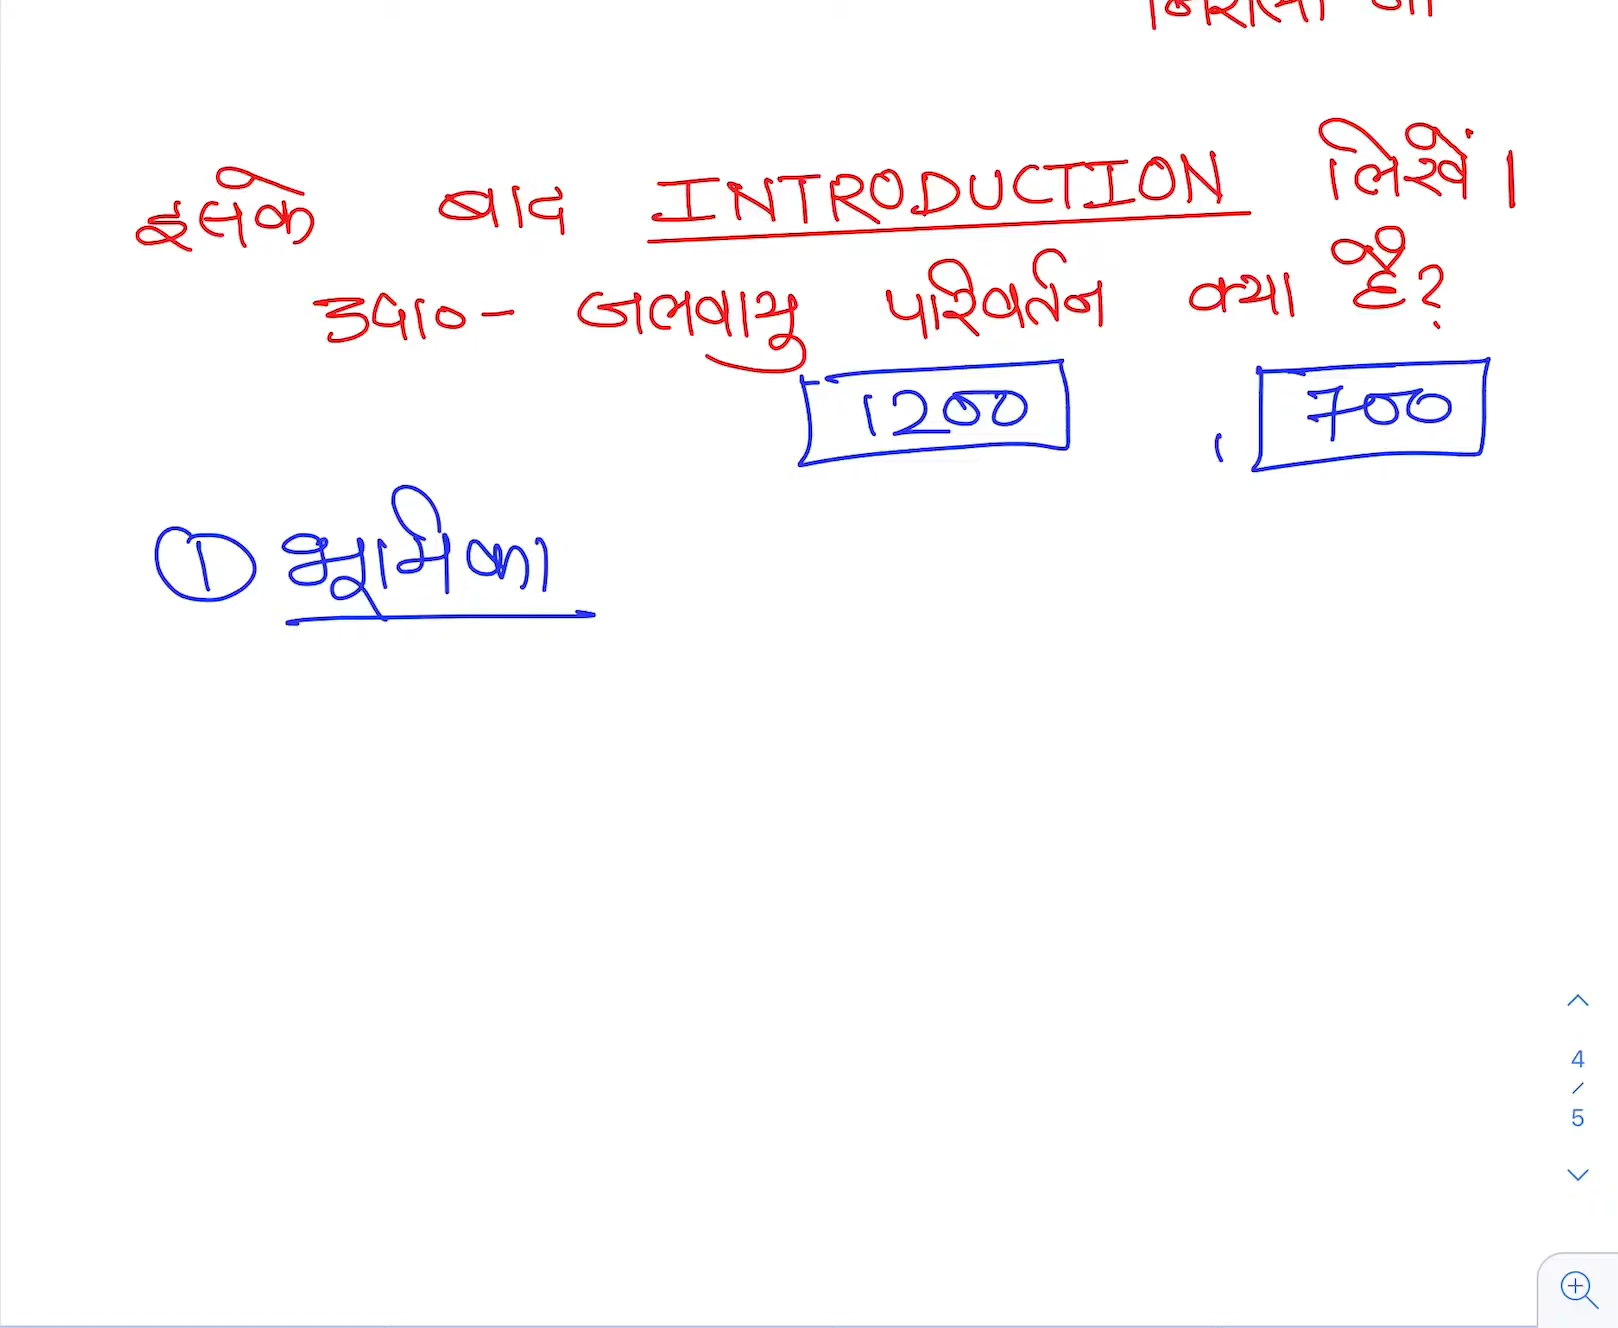 इसके बाद INTRODUCTION लिखें।
उदा०- जलवायु परिवर्तन क्या है?
1200 , 700
① भूमिका
4
/
5